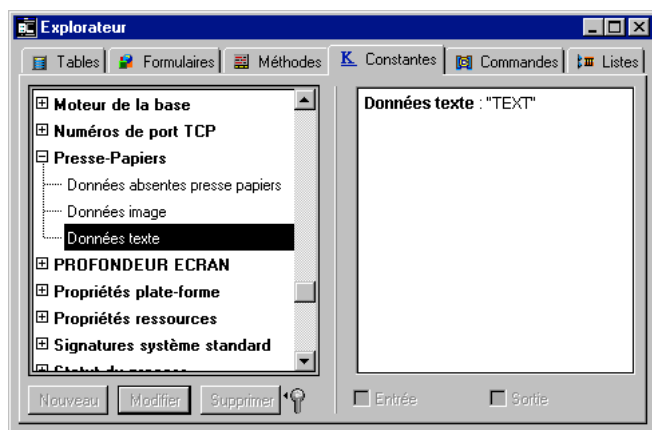 Explorateur
Tables Formulaires Méthodes K Constantes Commandes Listes
Moteur de la base
Numéros de port TCP
Presse-Papiers
Données absentes presse papiers
Données image
Données texte
PROFONDEUR ECRAN
Propriétés plate-forme
Propriétés ressources
Signatures système standard
Données texte : "TEXT"
Nouveau Modifier Supprimer Entrée Sortie